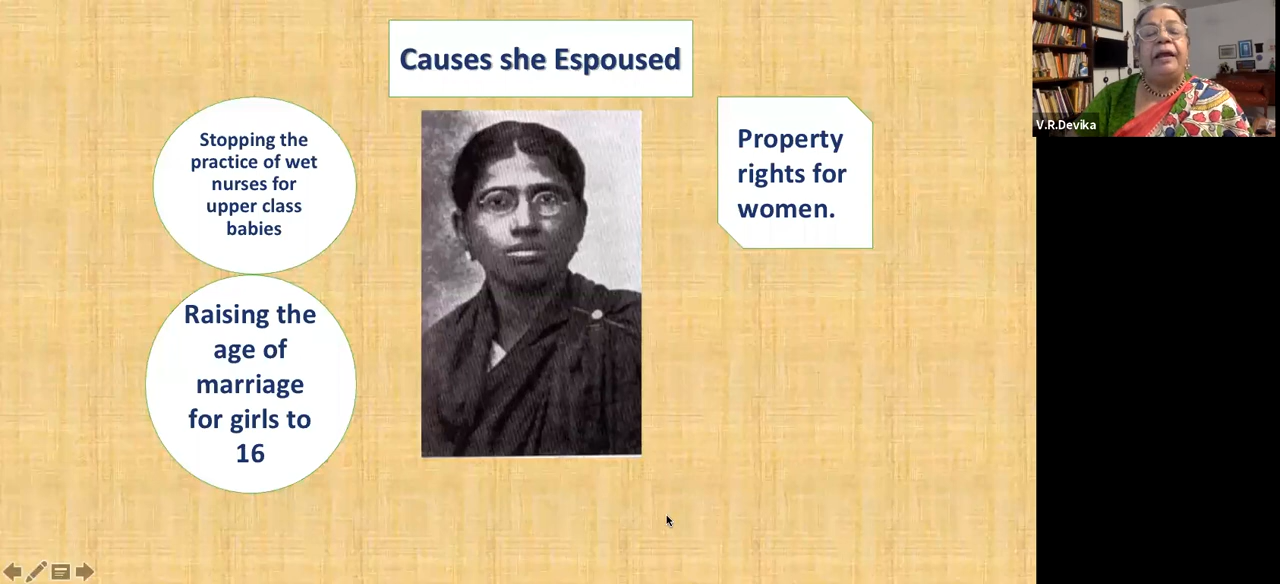 Causes she Espoused
Stopping the
practice of wet
nurses for
upper class
babies
Raising the
age of
marriage
for girls to
16
Property
rights for
women.
V.R.Devika